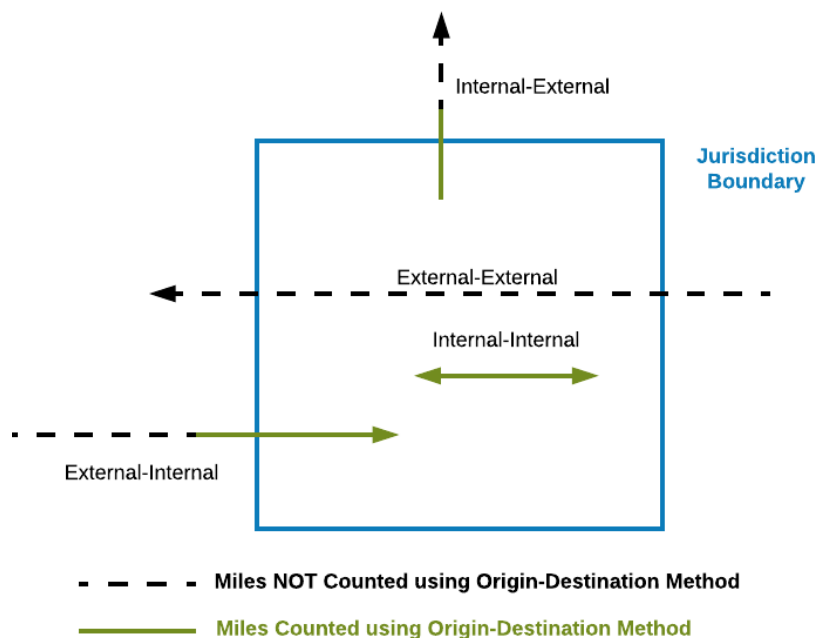 Internal-External
Jurisdiction
Boundary
External-External
Internal-Internal
External-Internal
Miles NOT Counted using Origin-Destination Method
Miles Counted using Origin-Destination Method